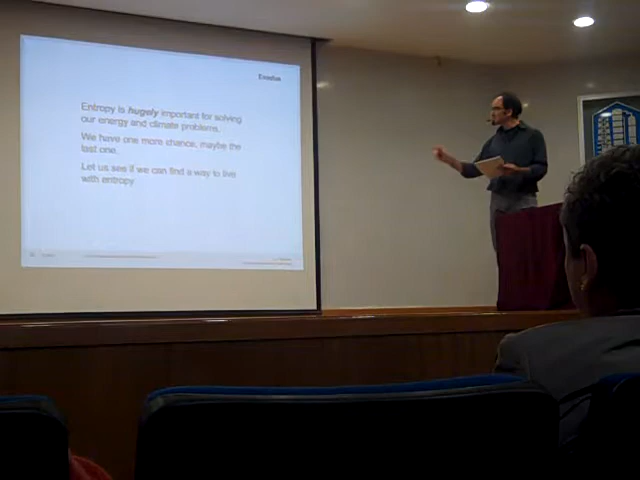 Exodus
Entropy is hugely important for solving
our energy and climate problems.
We have one more chance, maybe the
last one.
Let us see if we can find a way to live
with entropy